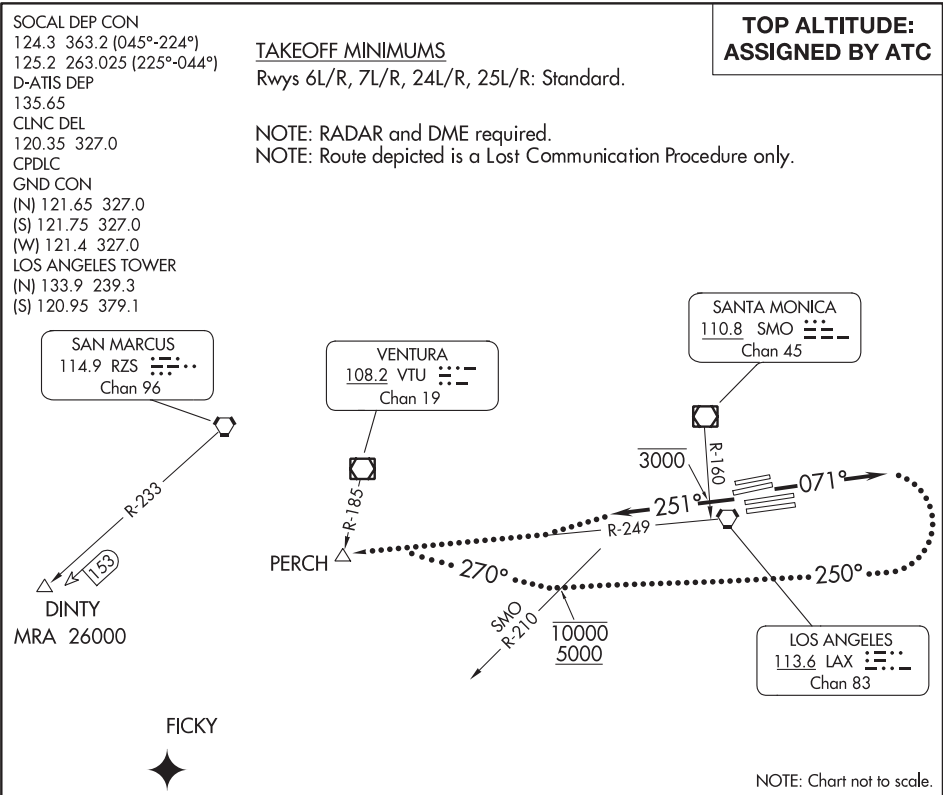 SOCAL DEP CON
124.3 363.2 (045°-224°)
125.2 263.025 (225°-044°)
D-ATIS DEP
135.65
CLNC DEL
120.35 327.0
CPDLC
GND CON
(N) 121.65 327.0
(S) 121.75 327.0
(W) 121.4 327.0
LOS ANGELES TOWER
(N) 133.9 239.3
(S) 120.95 379.1
TAKEOFF MINIMUMS
Rwys 6L/R, 7L/R, 24L/R, 25L/R: Standard.
NOTE: RADAR and DME required.
NOTE: Route depicted is a Lost Communication Procedure only.
TOP ALTITUDE:
ASSIGNED BY ATC
SAN MARCUS
114.9 RZS
Chan 96
R-233
153
DINTY
MRA 26000
VENTURA
108.2 VTU
Chan 19
R-185
PERCH
SANTA MONICA
110.8 SMO
Chan 45
R-160
3000
251°
071°
R-249
270°
250°
SMO
R-210
10000
5000
LOS ANGELES
113.6 LAX
Chan 83
FICKY
NOTE: Chart not to scale.